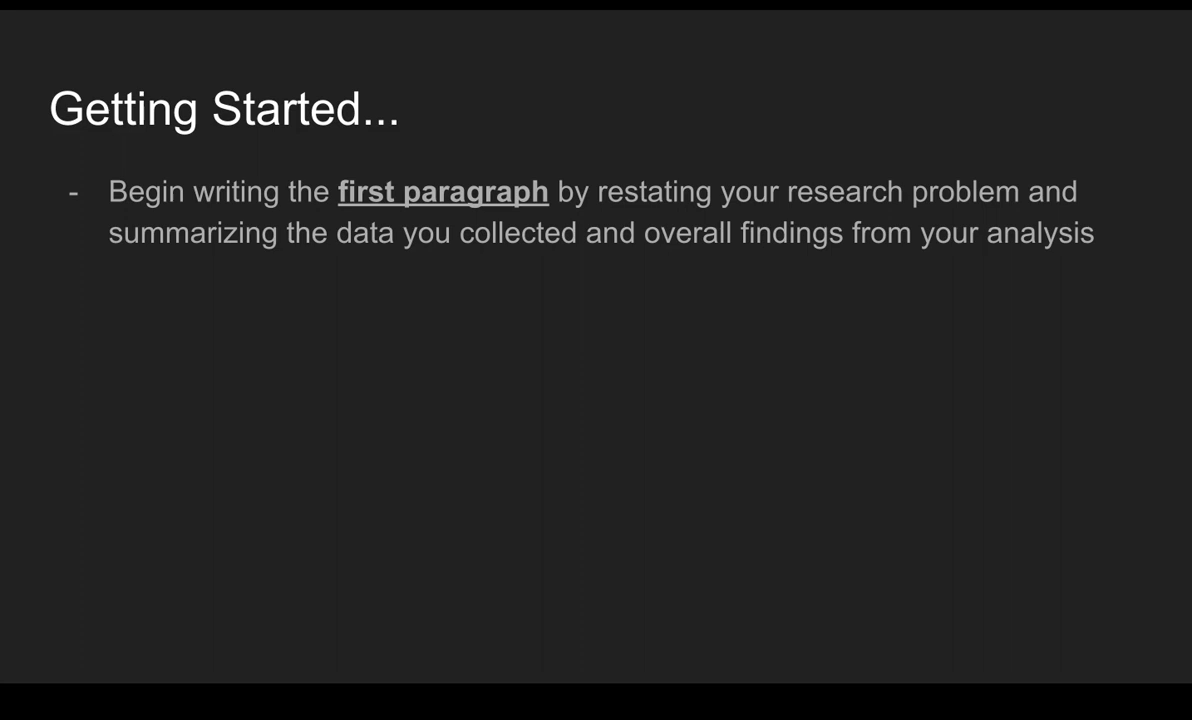 Getting Started...
- Begin writing the first paragraph by restating your research problem and
summarizing the data you collected and overall findings from your analysis